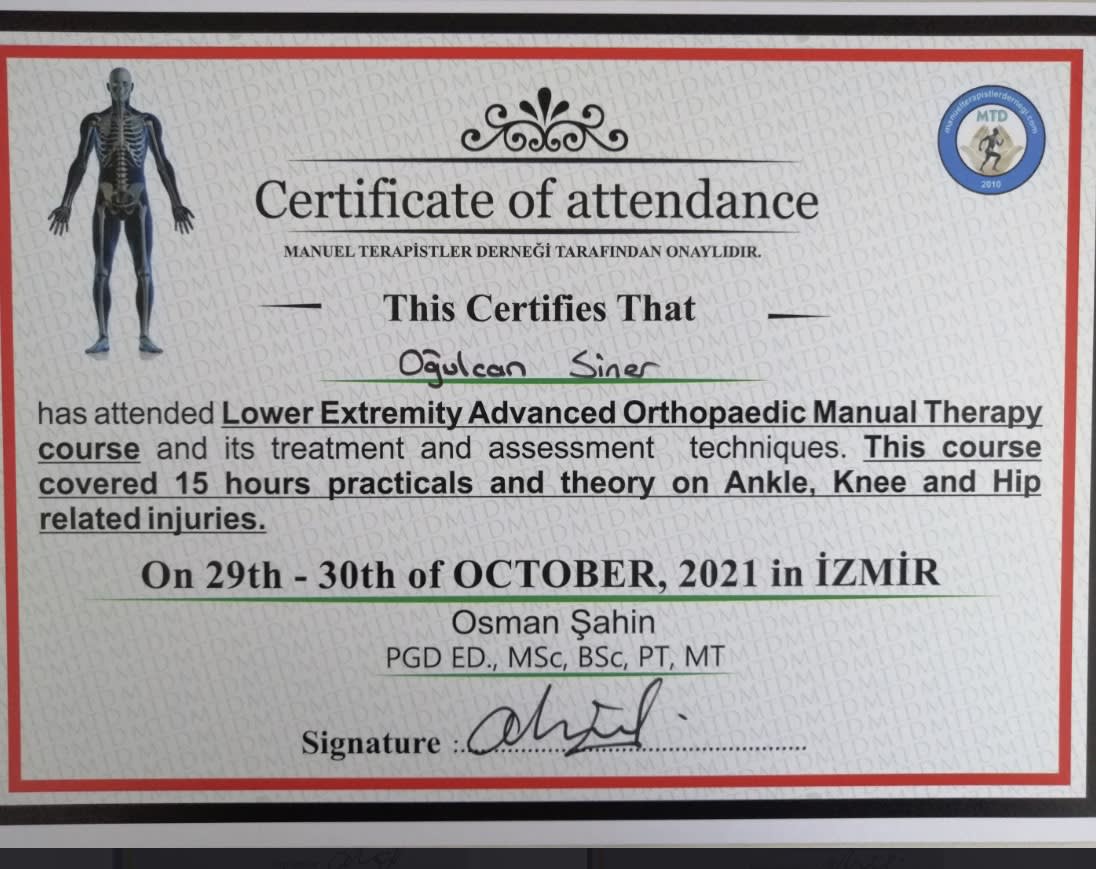 manuelterapistlerdernegi.com
MTD
2010
Certificate of attendance
MANUEL TERAPİSTLER DERNEĞİ TARAFINDAN ONAYLIDIR.
This Certifies That
Oğulcan Siner
has attended Lower Extremity Advanced Orthopaedic Manual Therapy
course and its treatment and assessment techniques. This course
covered 15 hours practicals and theory on Ankle, Knee and Hip
related injuries.
On 29th - 30th of OCTOBER, 2021 in İZMİR
Osman Şahin
PGD ED., MSc, BSc, PT, MT
Signature :